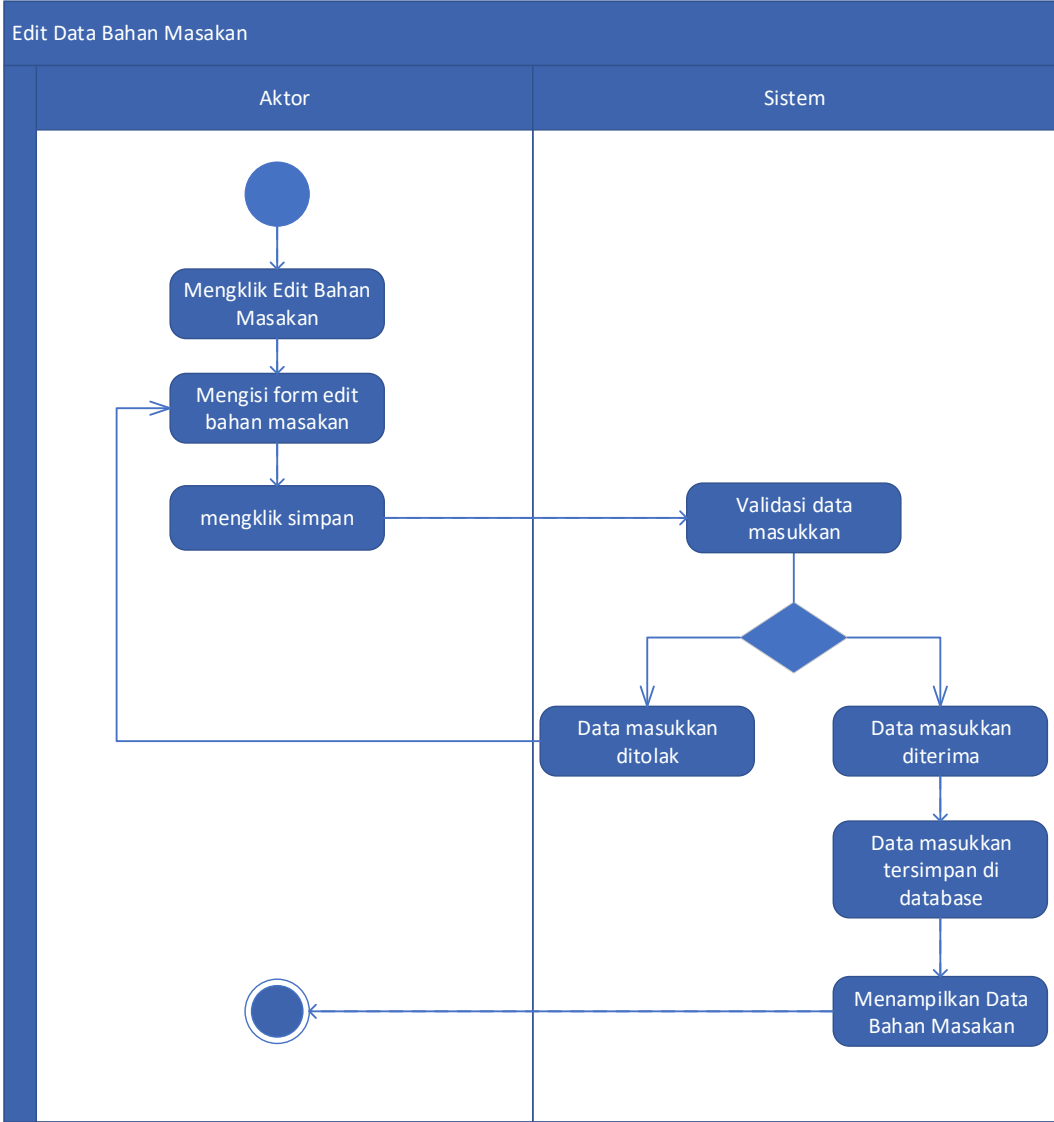 Edit Data Bahan Masakan
Aktor
Sistem
Mengklik Edit Bahan
Masakan
Mengisi form edit
bahan masakan
mengklik simpan
Validasi data
masukkan
Data masukkan
ditolak
Data masukkan
diterima
Data masukkan
tersimpan di
database
Menampilkan Data
Bahan Masakan